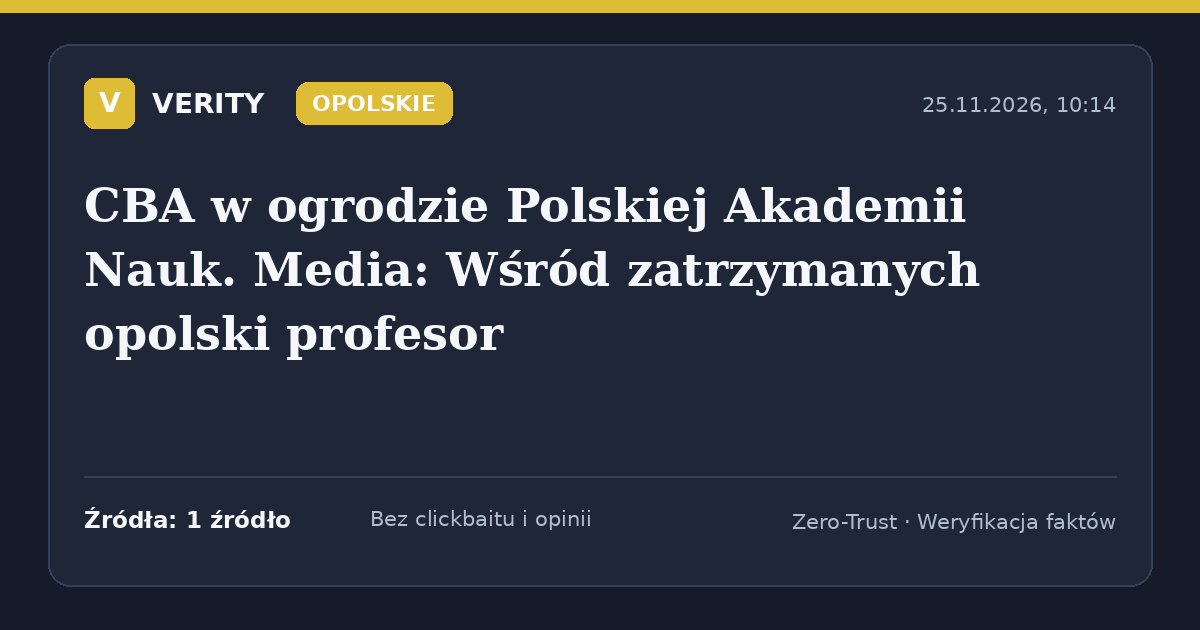 V VERITY OPOLSKIE 25.11.2026, 10:14
CBA w ogrodzie Polskiej Akademii
Nauk. Media: Wśród zatrzymanych
opolski profesor
Źródła: 1 źródło Bez clickbaitu i opinii Zero-Trust · Weryfikacja faktów